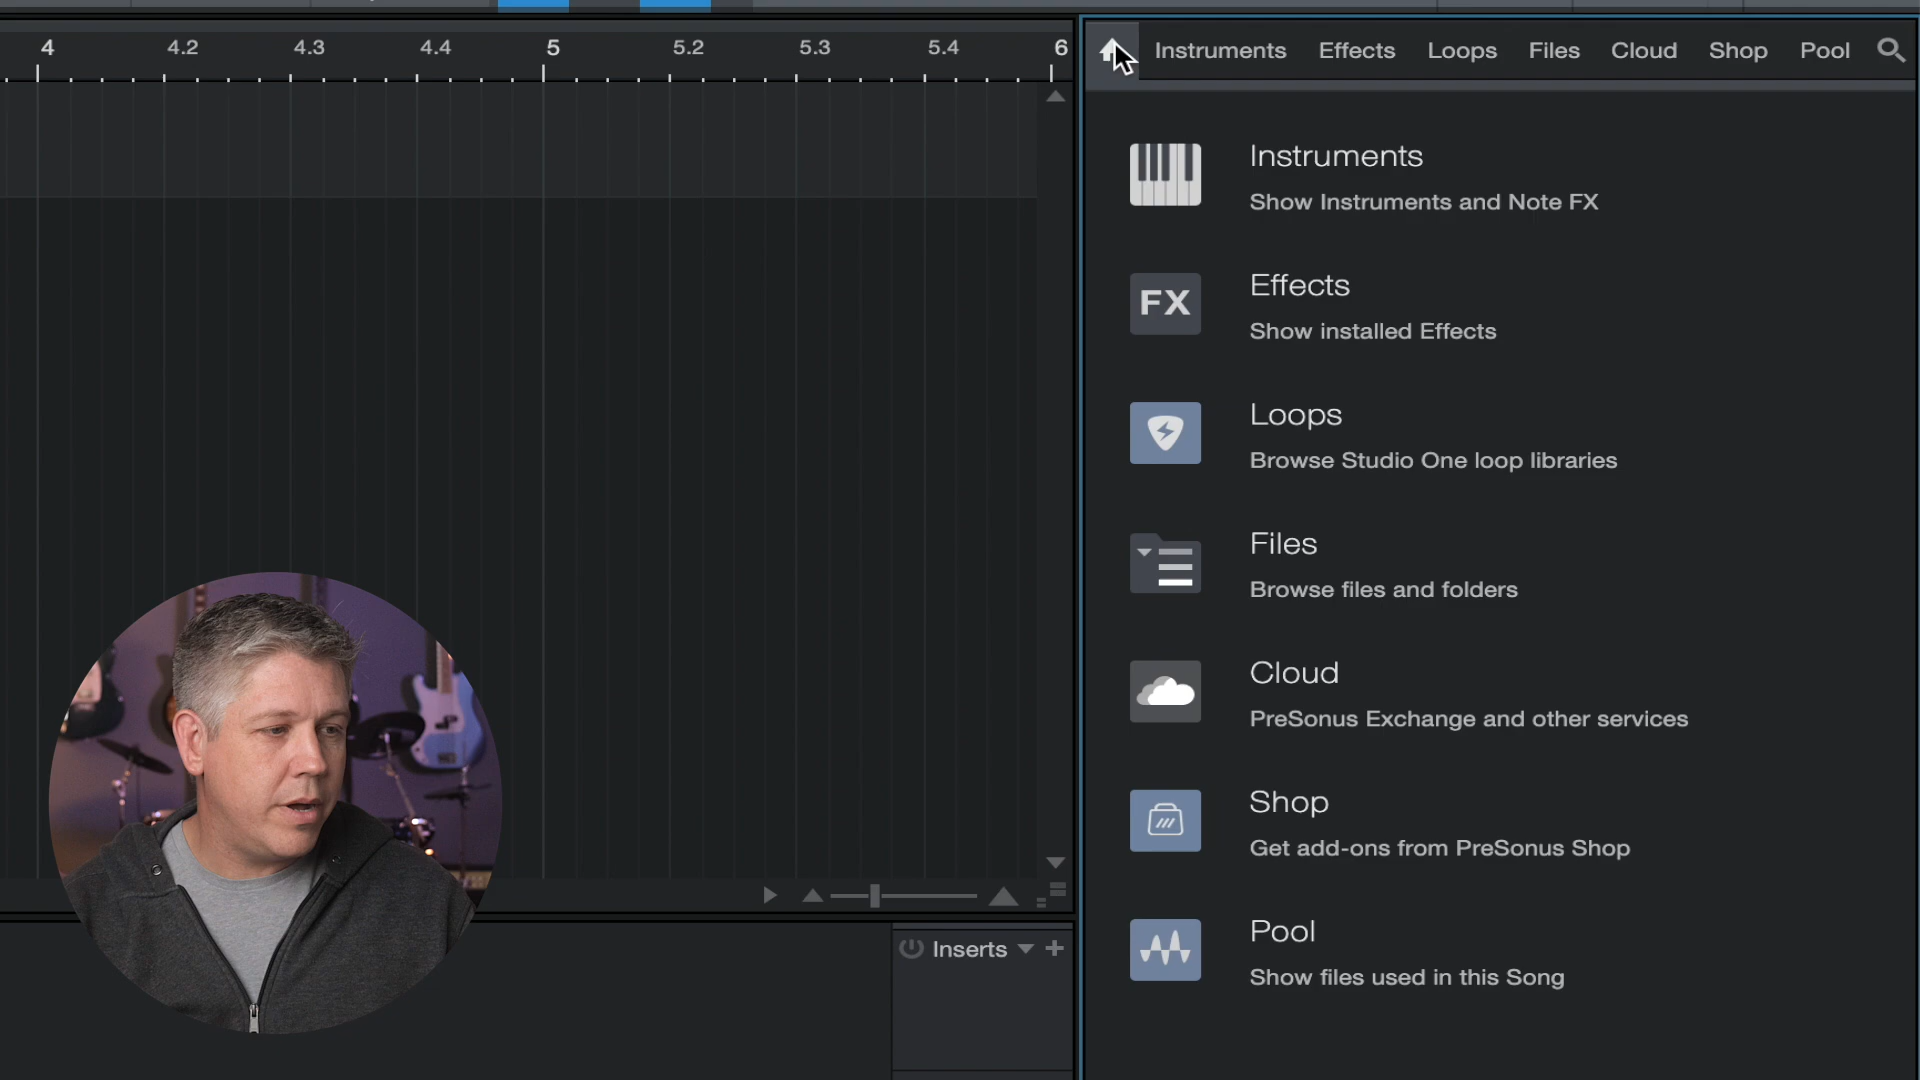 4 4.2 4.3 4.4 5 5.2 5.3 5.4 6
Instruments Effects Loops Files Cloud Shop Pool
Instruments
Show Instruments and Note FX
FX
Effects
Show installed Effects
Loops
Browse Studio One loop libraries
Files
Browse files and folders
Cloud
PreSonus Exchange and other services
Shop
Get add-ons from PreSonus Shop
Pool
Show files used in this Song
Inserts